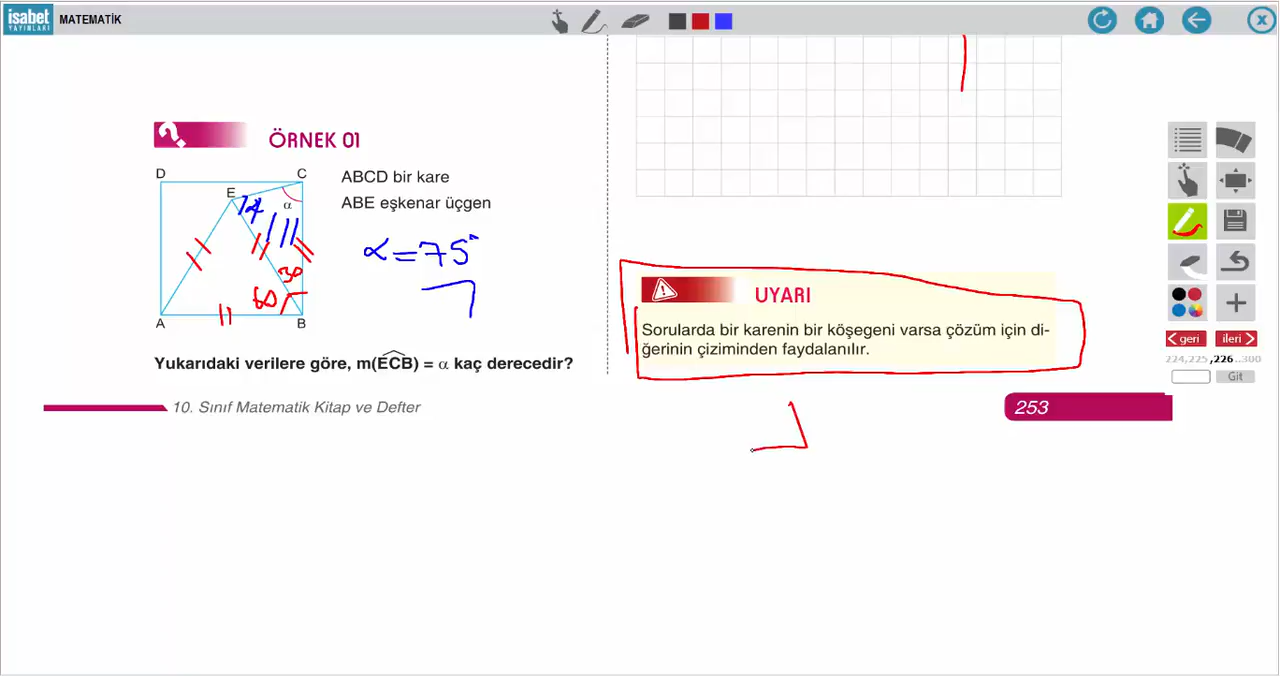 isabet
YAYINLARI
MATEMATİK
ÖRNEK 01
D
C
E
α
A
B
60
30
ABCD bir kare
ABE eşkenar üçgen
α=75°
Yukarıdaki verilere göre, m(ECB) = α kaç derecedir?
10. Sınıf Matematik Kitap ve Defter
UYARI
Sorularda bir karenin bir köşegeni varsa çözüm için di-
ğerinin çiziminden faydalanılır.
253
geri
ileri
224,225,226..300
Git